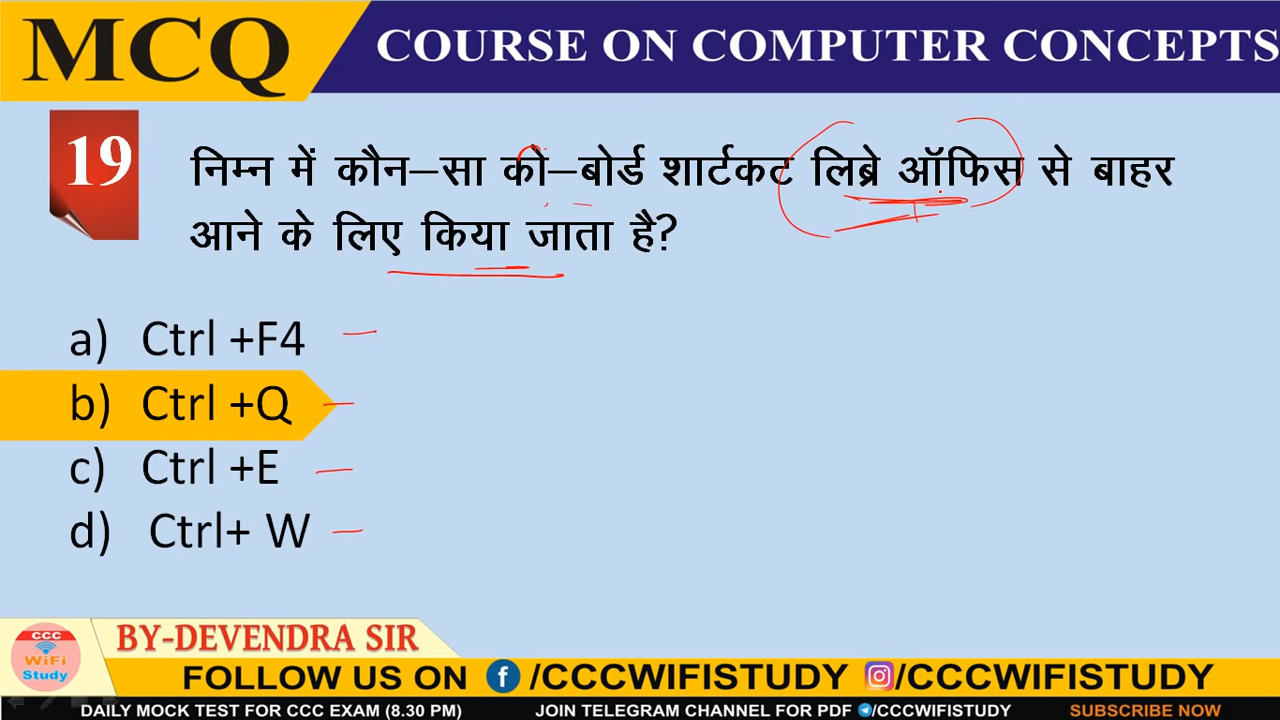 MCQ COURSE ON COMPUTER CONCEPTS
19 निम्न में कौन–सा की–बोर्ड शार्टकट लिब्रे ऑफिस से बाहर
आने के लिए किया जाता है?
a) Ctrl +F4
b) Ctrl +Q
c) Ctrl +E
d) Ctrl+ W
CCC
WiFi
Study
BY-DEVENDRA SIR
FOLLOW US ON f /CCCWIFISTUDY /CCCWIFISTUDY
DAILY MOCK TEST FOR CCC EXAM (8.30 PM) JOIN TELEGRAM CHANNEL FOR PDF /CCCWIFISTUDY SUBSCRIBE NOW